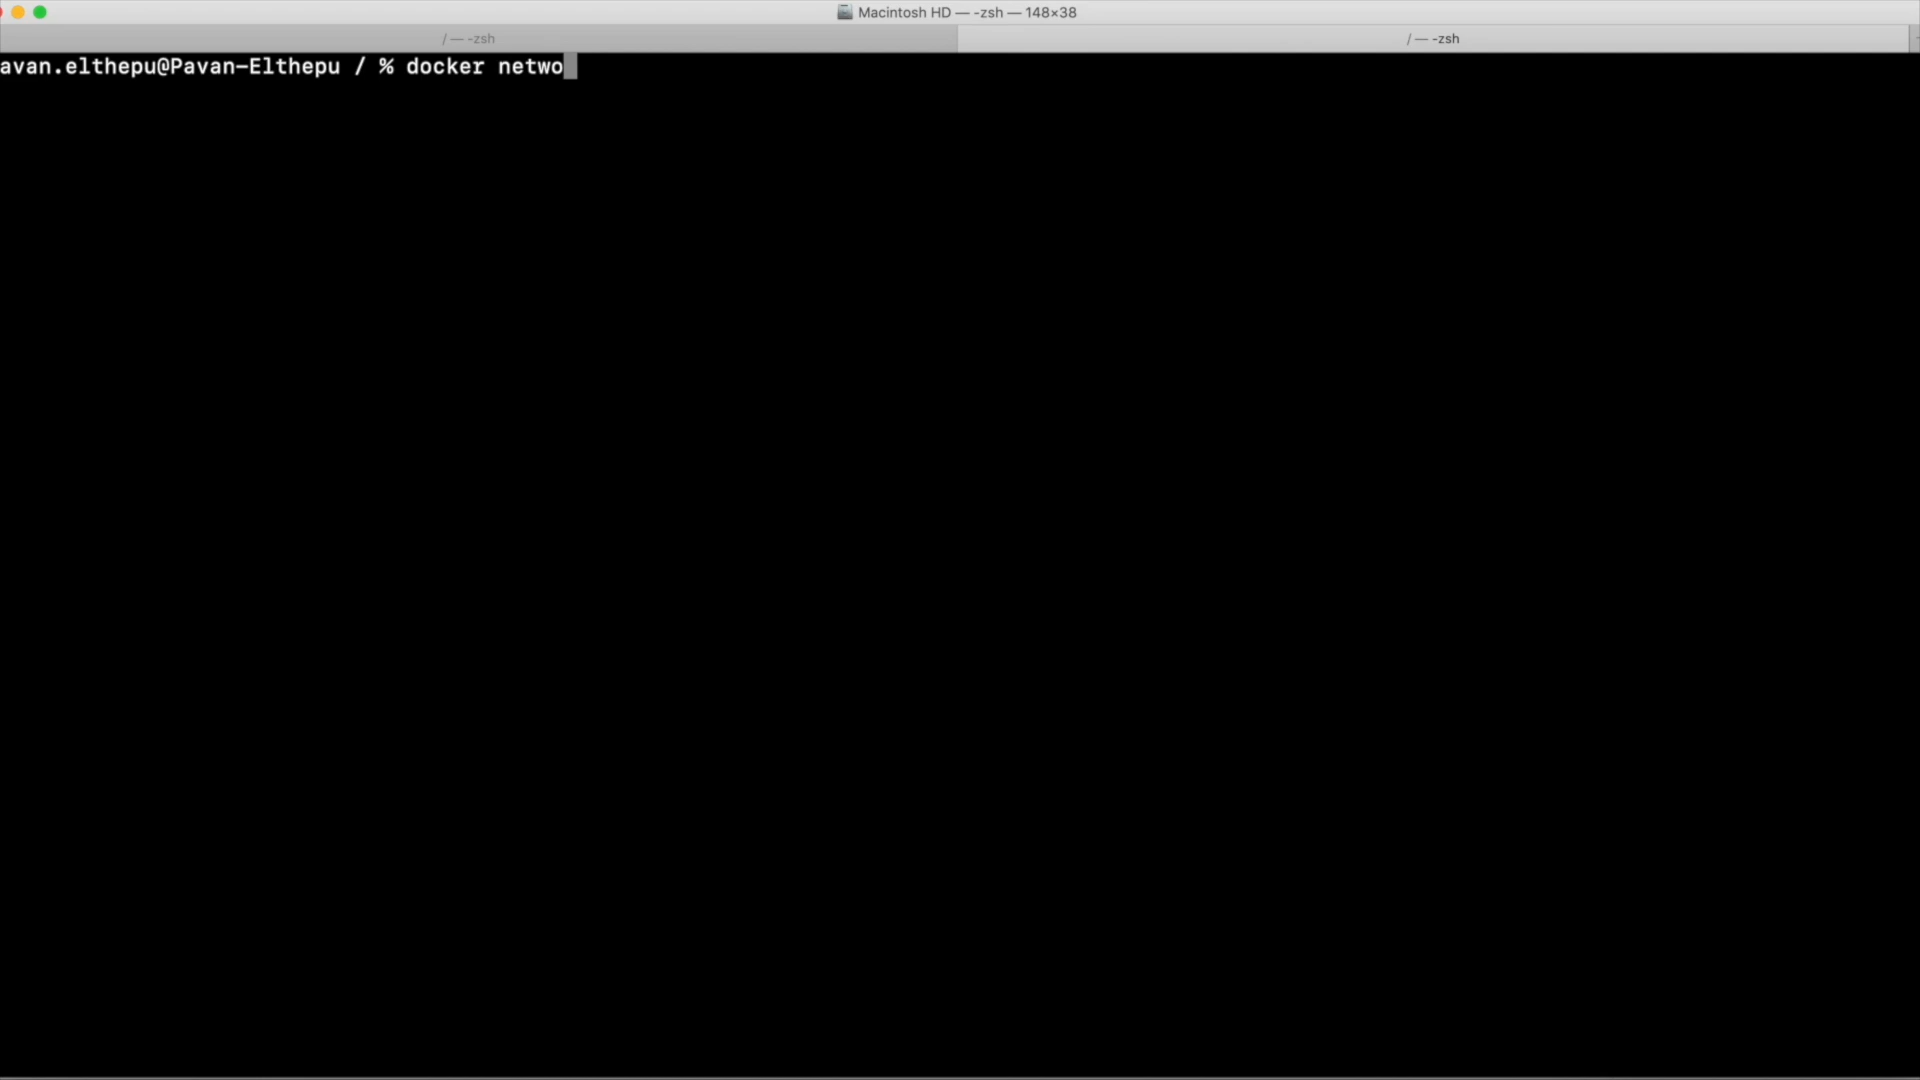 Macintosh HD — -zsh — 148×38
/ — -zsh
/ — -zsh
avan.elthepu@Pavan-Elthepu / % docker netwo